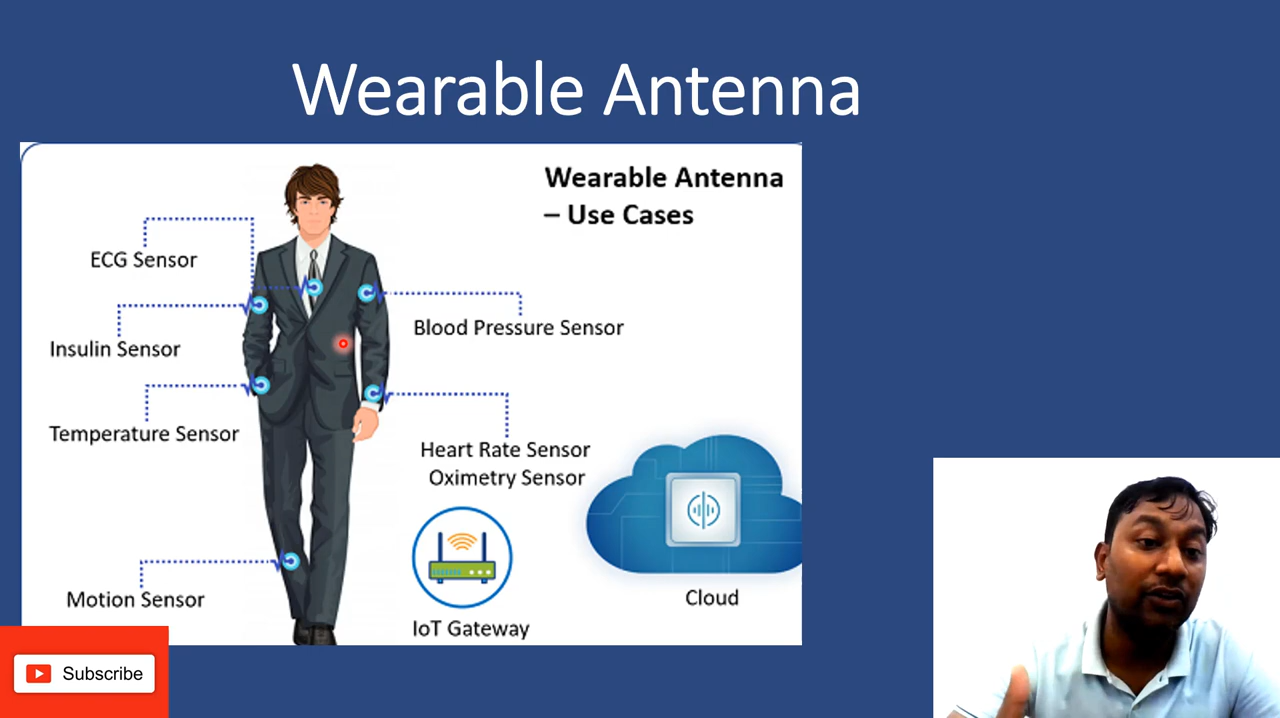 Wearable Antenna
Wearable Antenna
– Use Cases
ECG Sensor
Insulin Sensor
Blood Pressure Sensor
Temperature Sensor
Heart Rate Sensor
Oximetry Sensor
Motion Sensor
IoT Gateway
Cloud
Subscribe